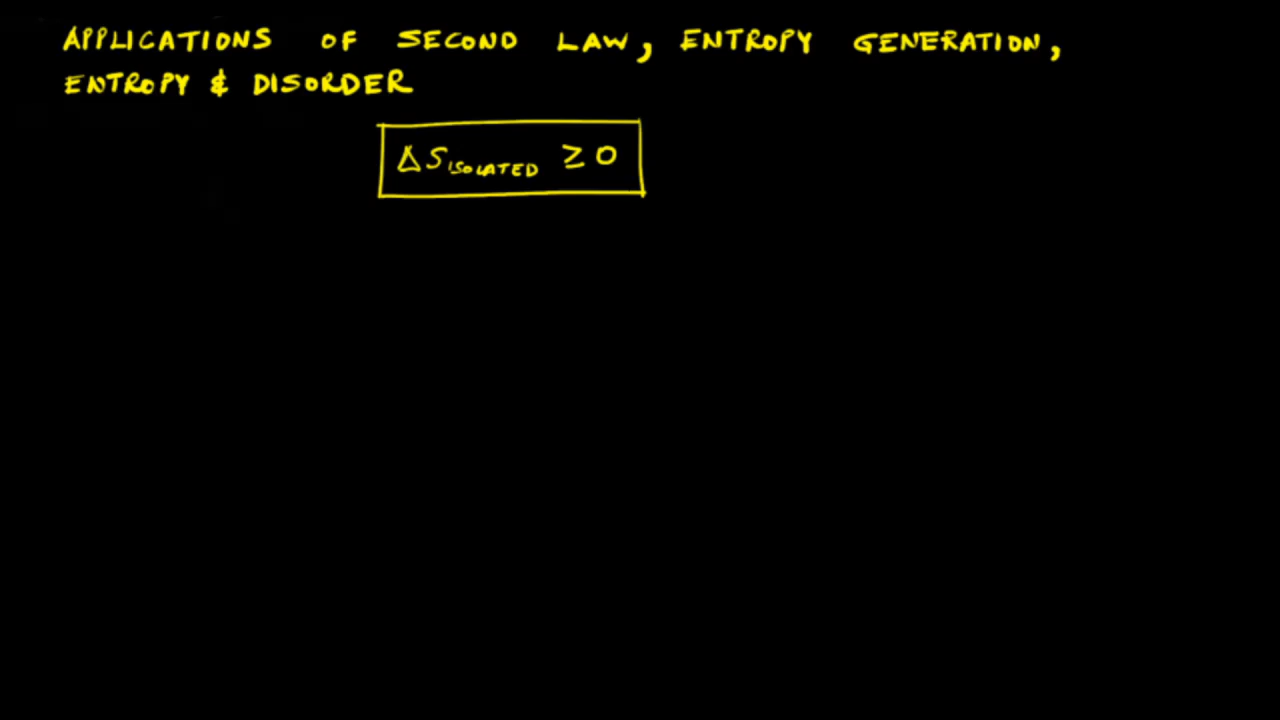 APPLICATIONS OF SECOND LAW, ENTROPY GENERATION,
ENTROPY & DISORDER
ΔS_ISOLATED ≥ 0